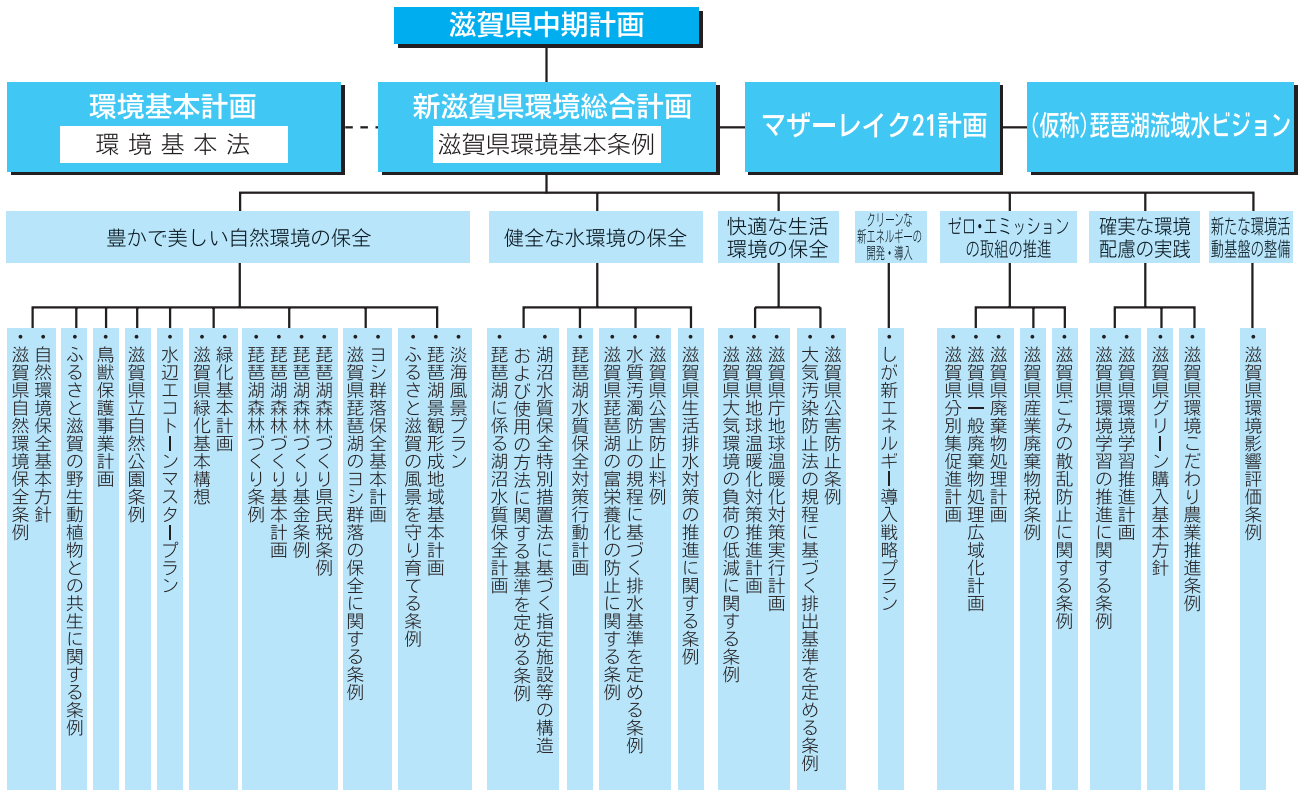 滋賀県中期計画
環境基本計画
環境基本法
新滋賀県環境総合計画
滋賀県環境基本条例
マザーレイク21計画
(仮称)琵琶湖流域水ビジョン
豊かで美しい自然環境の保全
健全な水環境の保全
快適な生活
環境の保全
クリーンな
新エネルギーの
開発・導入
ゼロ・エミッション
の取組の推進
確実な環境
配慮の実践
新たな環境活
動基盤の整備
・自然環境保全基本方針
・滋賀県自然環境保全条例
・ふるさと滋賀の野生動植物との共生に関する条例
・鳥獣保護事業計画
・滋賀県立自然公園条例
・水辺エコトーンマスタープラン
・緑化基本計画
・滋賀県緑化基本構想
・琵琶湖森林づくり県民税条例
・琵琶湖森林づくり基金条例
・琵琶湖森林づくり基本計画
・琵琶湖森林づくり条例
・ヨシ群落保全基本計画
・滋賀県琵琶湖のヨシ群落の保全に関する条例
・淡海風景プラン
・琵琶湖景観形成地域基本計画
・ふるさと滋賀の風景を守り育てる条例
・湖沼水質保全特別措置法に基づく指定施設等の構造
および使用の方法に関する基準を定める条例
・琵琶湖に係る湖沼水質保全計画
・琵琶湖水質保全対策行動計画
・滋賀県公害防止料例
・水質汚濁防止の規程に基づく排水基準を定める条例
・滋賀県琵琶湖の富栄養化の防止に関する条例
・滋賀県生活排水対策の推進に関する条例
・滋賀県庁地球温暖化対策実行計画
・滋賀県地球温暖化対策推進計画
・滋賀県大気環境の負荷の低減に関する条例
・滋賀県公害防止条例
・大気汚染防止法の規程に基づく排出基準を定める条例
・しが新エネルギー導入戦略プラン
・滋賀県廃棄物処理計画
・滋賀県一般廃棄物処理広域化計画
・滋賀県分別集促進計画
・滋賀県産業廃棄物税条例
・滋賀県ごみの散乱防止に関する条例
・滋賀県環境学習推進計画
・滋賀県環境学習の推進に関する条例
・滋賀県グリーン購入基本方針
・滋賀県環境こだわり農業推進条例
・滋賀県環境影響評価条例